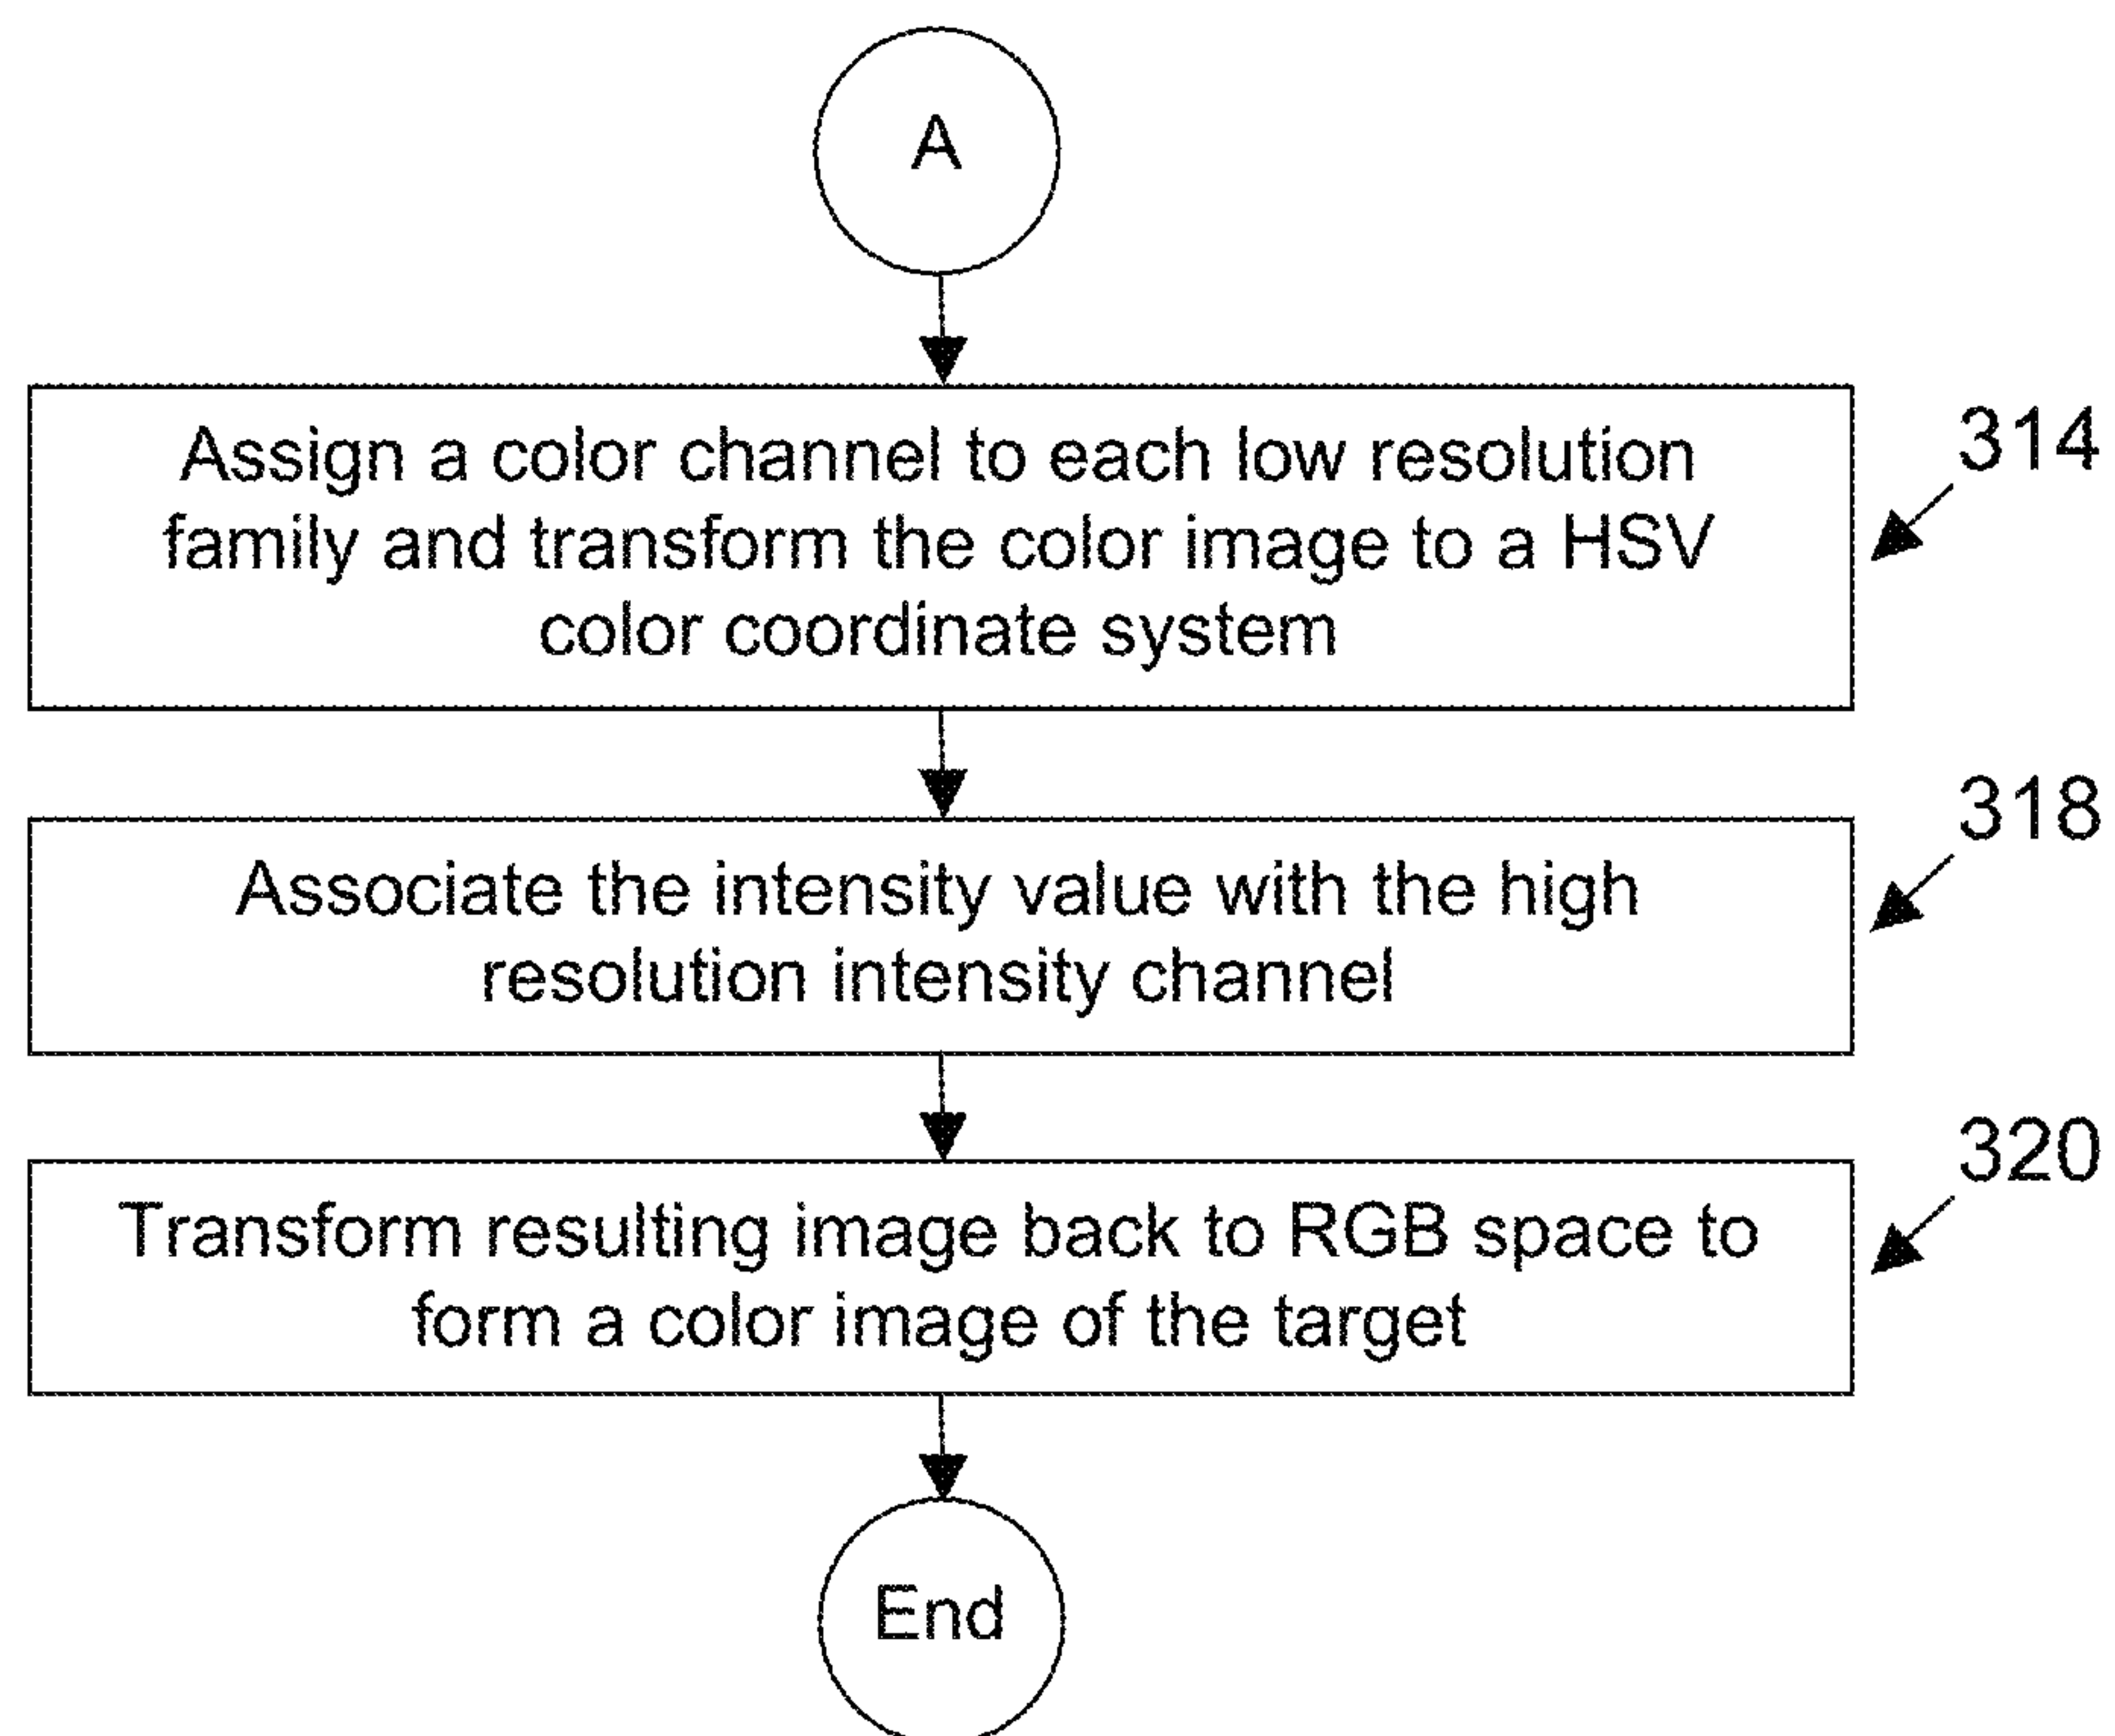 A
Assign a color channel to each low resolution
family and transform the color image to a HSV
color coordinate system
314
Associate the intensity value with the high
resolution intensity channel
318
Transform resulting image back to RGB space to
form a color image of the target
320
End